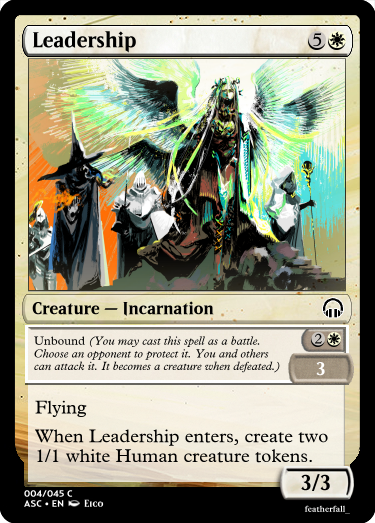 Leadership 5
Creature — Incarnation
Unbound (You may cast this spell as a battle. 2
Choose an opponent to protect it. You and others
can attack it. It becomes a creature when defeated.) 3
Flying
When Leadership enters, create two
1/1 white Human creature tokens.
3/3
004/045 C
ASC • EN Eico
featherfall_